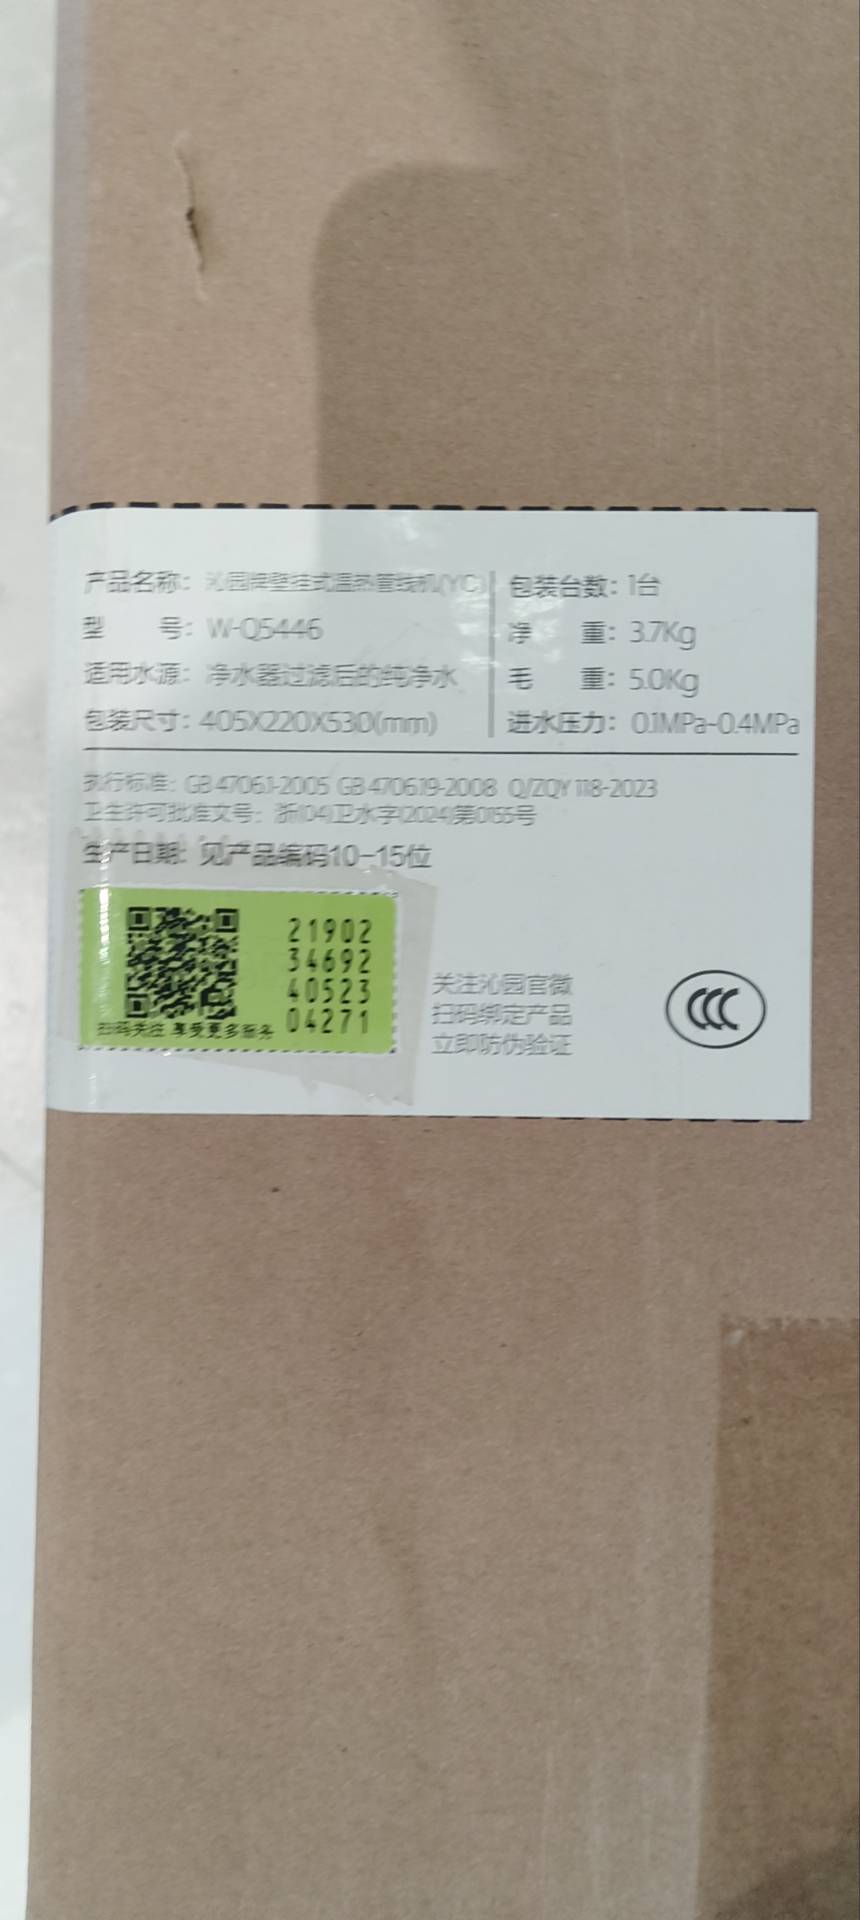 产品名称：沁园牌壁挂式温热管线机(YC)
型号：W-Q5446
适用水源：净水器过滤后的纯净水
包装尺寸：405X220X530(mm)
包装台数：1台
净重：3.7Kg
毛重：5.0Kg
进水压力：0.1MPa-0.4MPa
执行标准：GB 4706.1-2005 GB 4706.19-2008 Q/ZQY 118-2023
卫生许可批准文号：浙(04)卫水字(2024)第0155号
生产日期：见产品编码10-15位
21902
34692
40523
04271
扫码关注 享受更多服务
关注沁园官微
扫码绑定产品
立即防伪验证
CCC